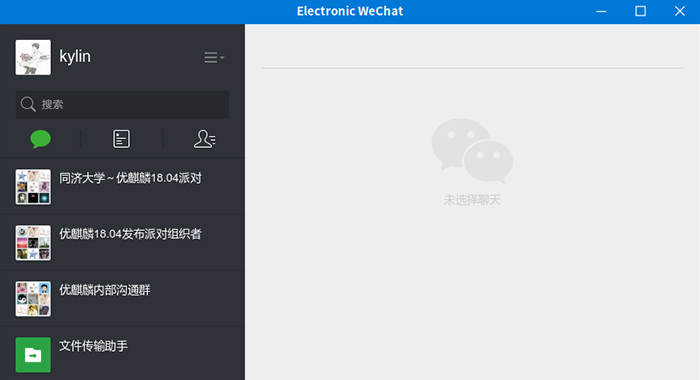 Electronic WeChat
kylin
搜索
同济大学~优麒麟18.04派对
优麒麟18.04发布派对组织者
优麒麟内部沟通群
文件传输助手
未选择聊天